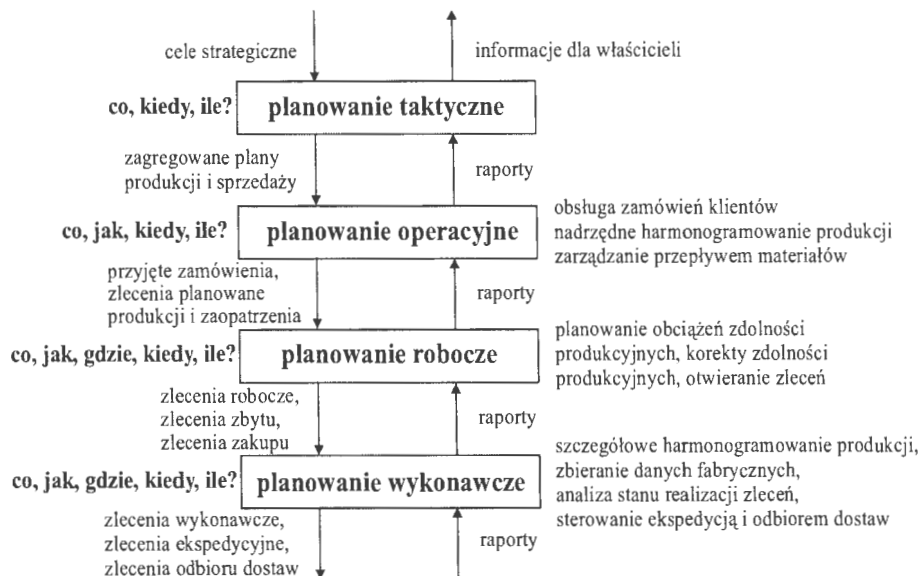 cele strategiczne
informacje dla właścicieli
co, kiedy, ile?
planowanie taktyczne
zagregowane plany
produkcji i sprzedaży
raporty
co, jak, kiedy, ile?
planowanie operacyjne
obsługa zamówień klientów
nadrzędne harmonogramowanie produkcji
zarządzanie przepływem materiałów
przyjęte zamówienia,
zlecenia planowane
produkcji i zaopatrzenia
raporty
co, jak, gdzie, kiedy, ile?
planowanie robocze
planowanie obciążeń zdolności
produkcyjnych, korekty zdolności
produkcyjnych, otwieranie zleceń
zlecenia robocze,
zlecenia zbytu,
zlecenia zakupu
raporty
co, jak, gdzie, kiedy, ile?
planowanie wykonawcze
szczegółowe harmonogramowanie produkcji,
zbieranie danych fabrycznych,
analiza stanu realizacji zleceń,
sterowanie ekspedycją i odbiorem dostaw
zlecenia wykonawcze,
zlecenia ekspedycyjne,
zlecenia odbioru dostaw
raporty